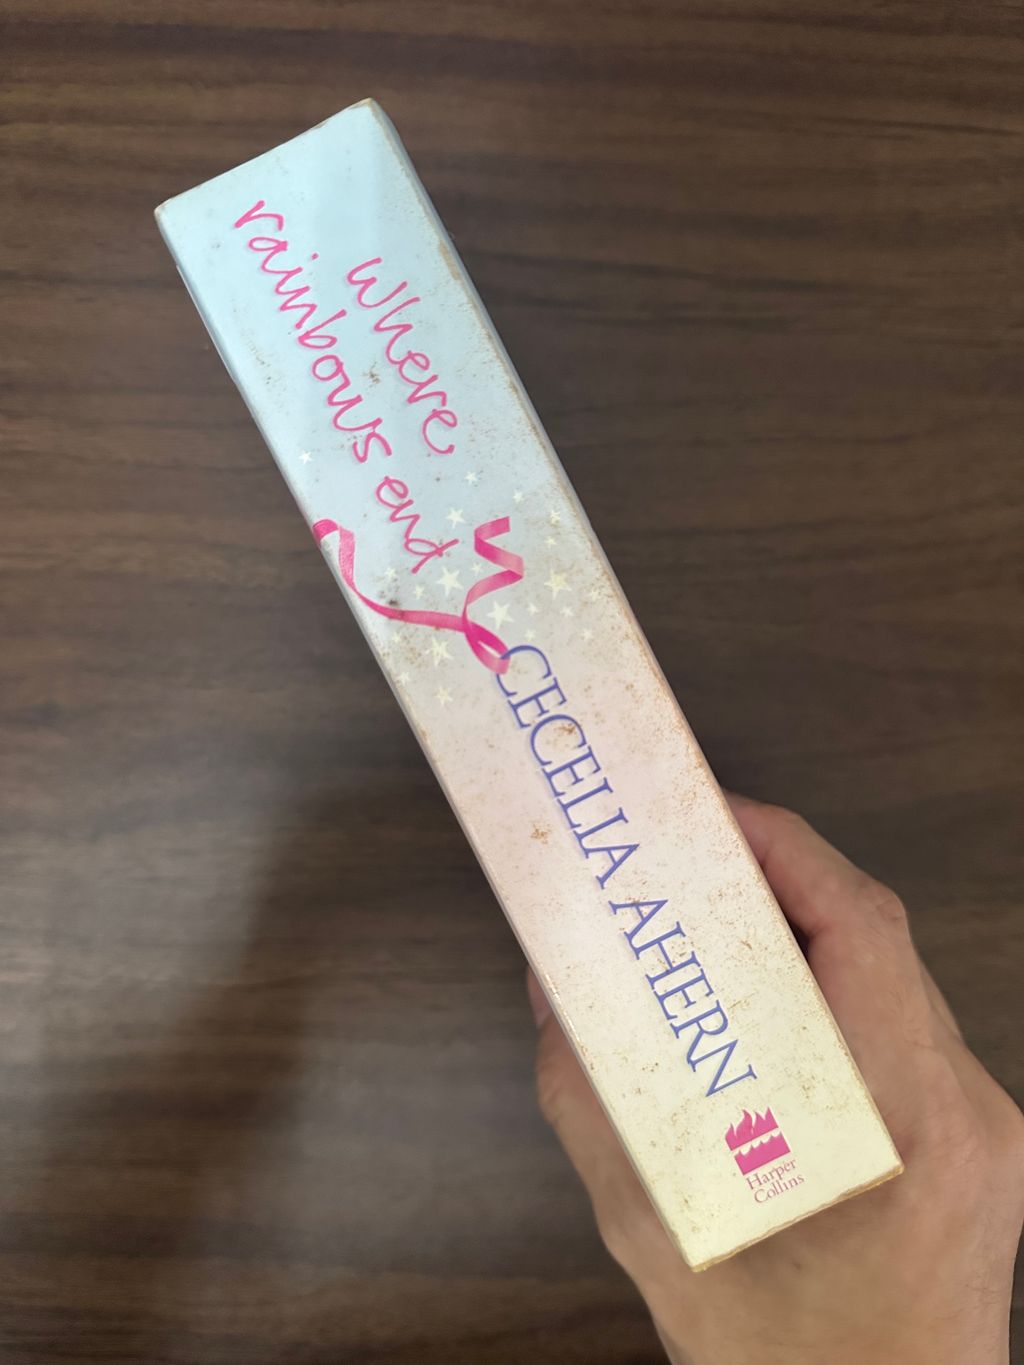 Where
rainbows end
CECELIA AHERN
Harper
Collins